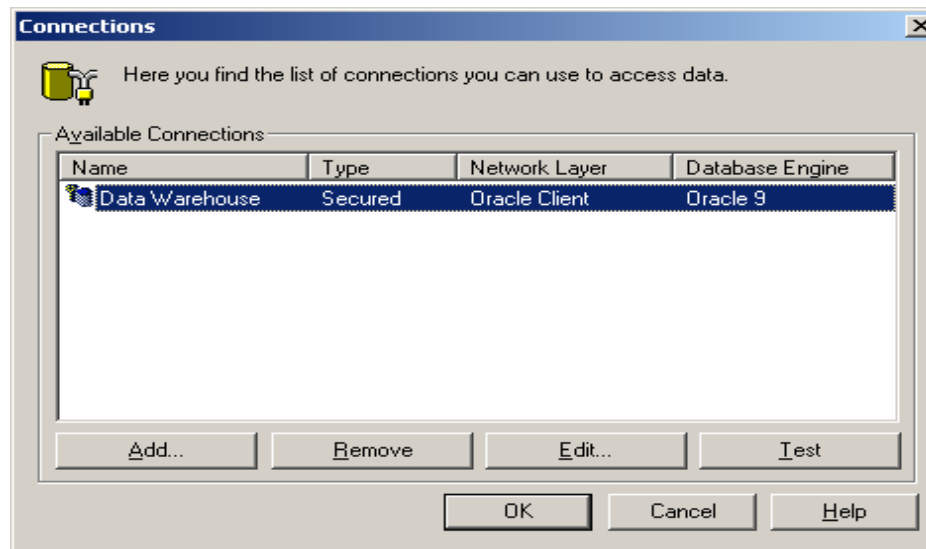 Connections
Here you find the list of connections you can use to access data.
Available Connections
Name Type Network Layer Database Engine
Data Warehouse Secured Oracle Client Oracle 9
Add... Remove Edit... Test
OK Cancel Help